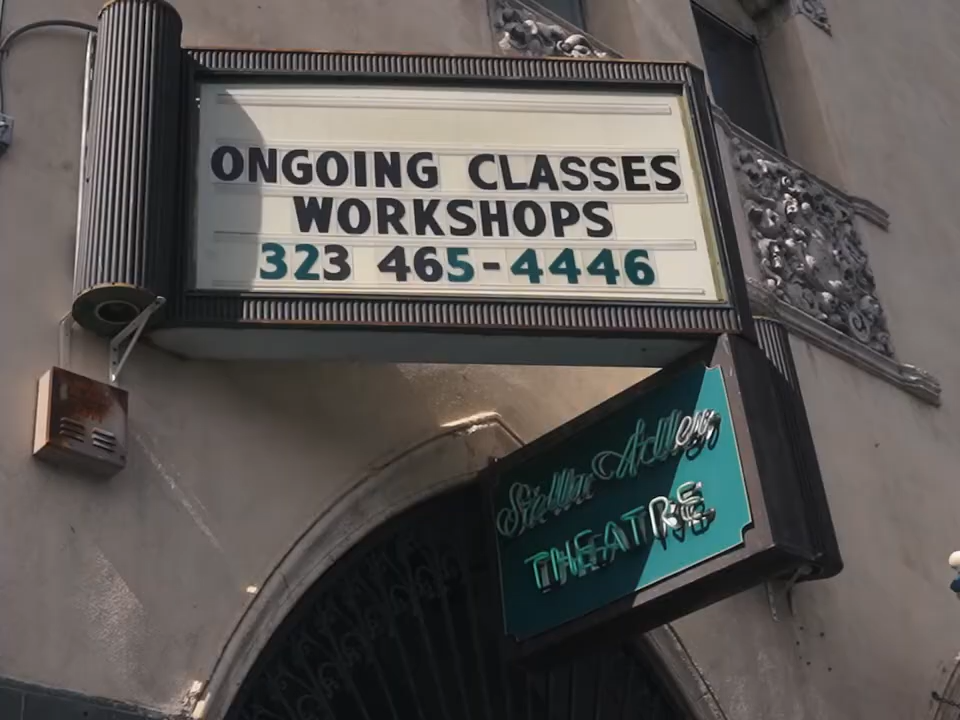 ONGOING CLASSES
WORKSHOPS
323 465-4446
Stella Adler
THEATRE